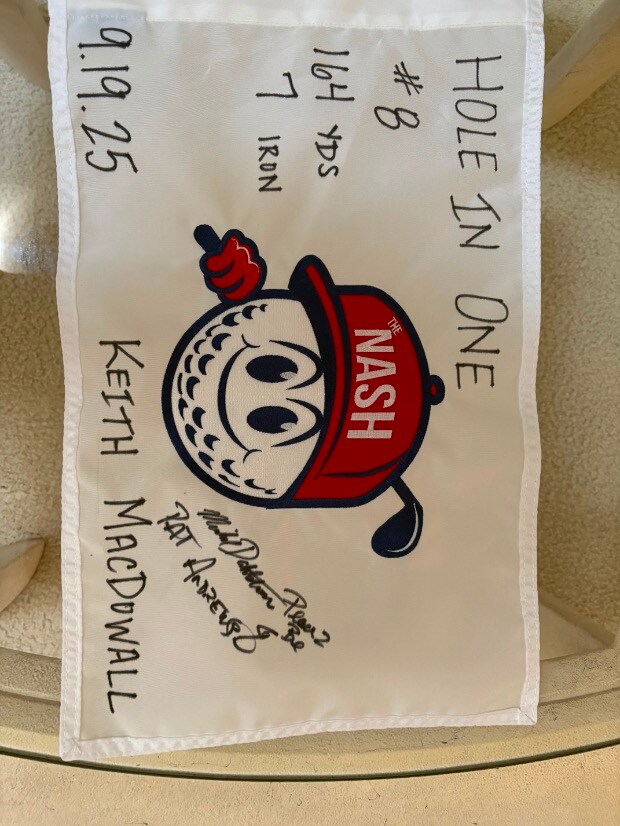 HOLE IN ONE
#8
164 YDS
7 IRON
THE
NASH
PAT ANDREWS
9.19.25
KEITH MACDOWALL